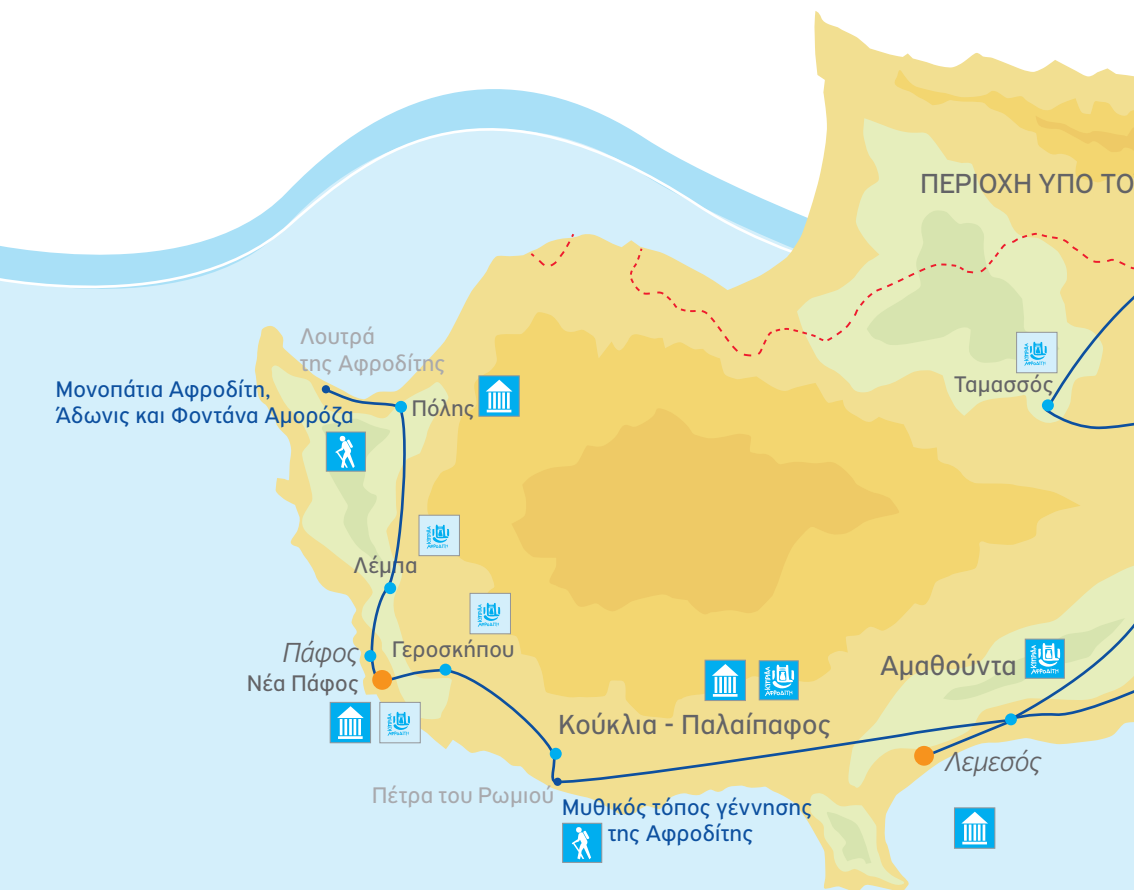 ΠΕΡΙΟΧΗ ΥΠΟ ΤΟ
Λουτρά
της Αφροδίτης
Μονοπάτια Αφροδίτη,
Άδωνις και Φοντάνα Αμορόζα
Πόλης
Ταμασσός
Λέμπα
Πάφος
Νέα Πάφος
Γεροσκήπου
Αμαθούντα
Κούκλια - Παλαίπαφος
Λεμεσός
Πέτρα του Ρωμιού
Μυθικός τόπος γέννησης
της Αφροδίτης